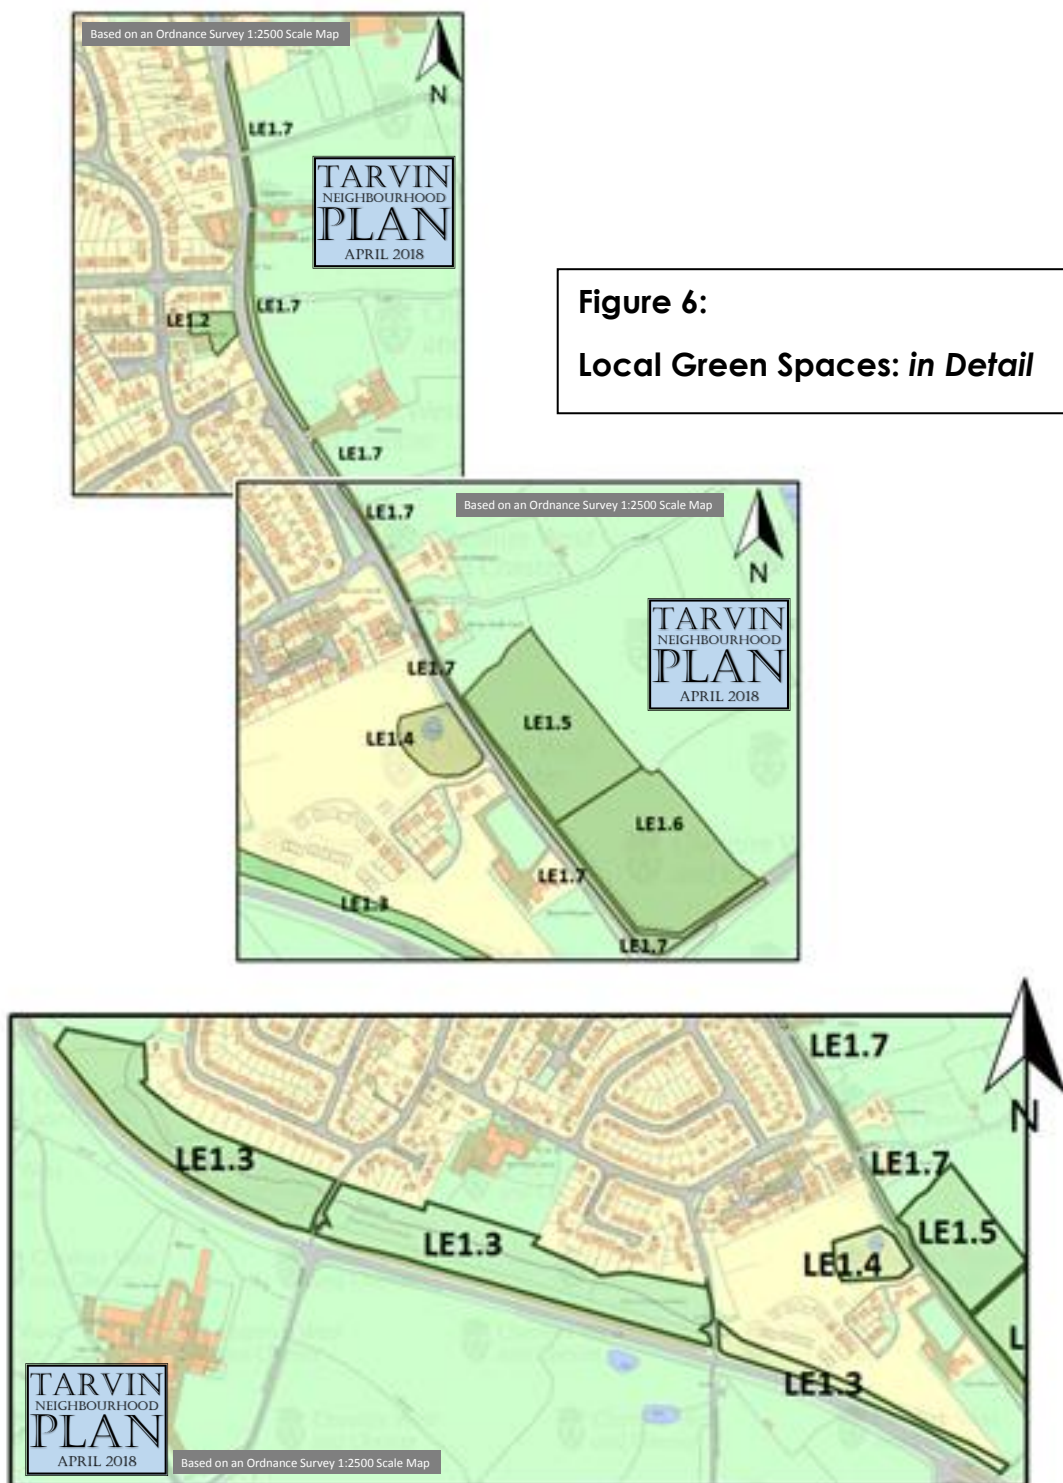 Based on an Ordnance Survey 1:2500 Scale Map
N
LE1.7
TARVIN
NEIGHBOURHOOD
PLAN
APRIL 2018
LE1.7
LE1.2
LE1.7
Figure 6:
Local Green Spaces: in Detail
Based on an Ordnance Survey 1:2500 Scale Map
N
LE1.7
TARVIN
NEIGHBOURHOOD
PLAN
APRIL 2018
LE1.7
LE1.5
LE1.4
LE1.6
LE1.7
LE1.3
LE1.7
N
LE1.7
LE1.3
LE1.7
LE1.5
LE1.3
LE1.4
L
LE1.3
TARVIN
NEIGHBOURHOOD
PLAN
APRIL 2018
Based on an Ordnance Survey 1:2500 Scale Map